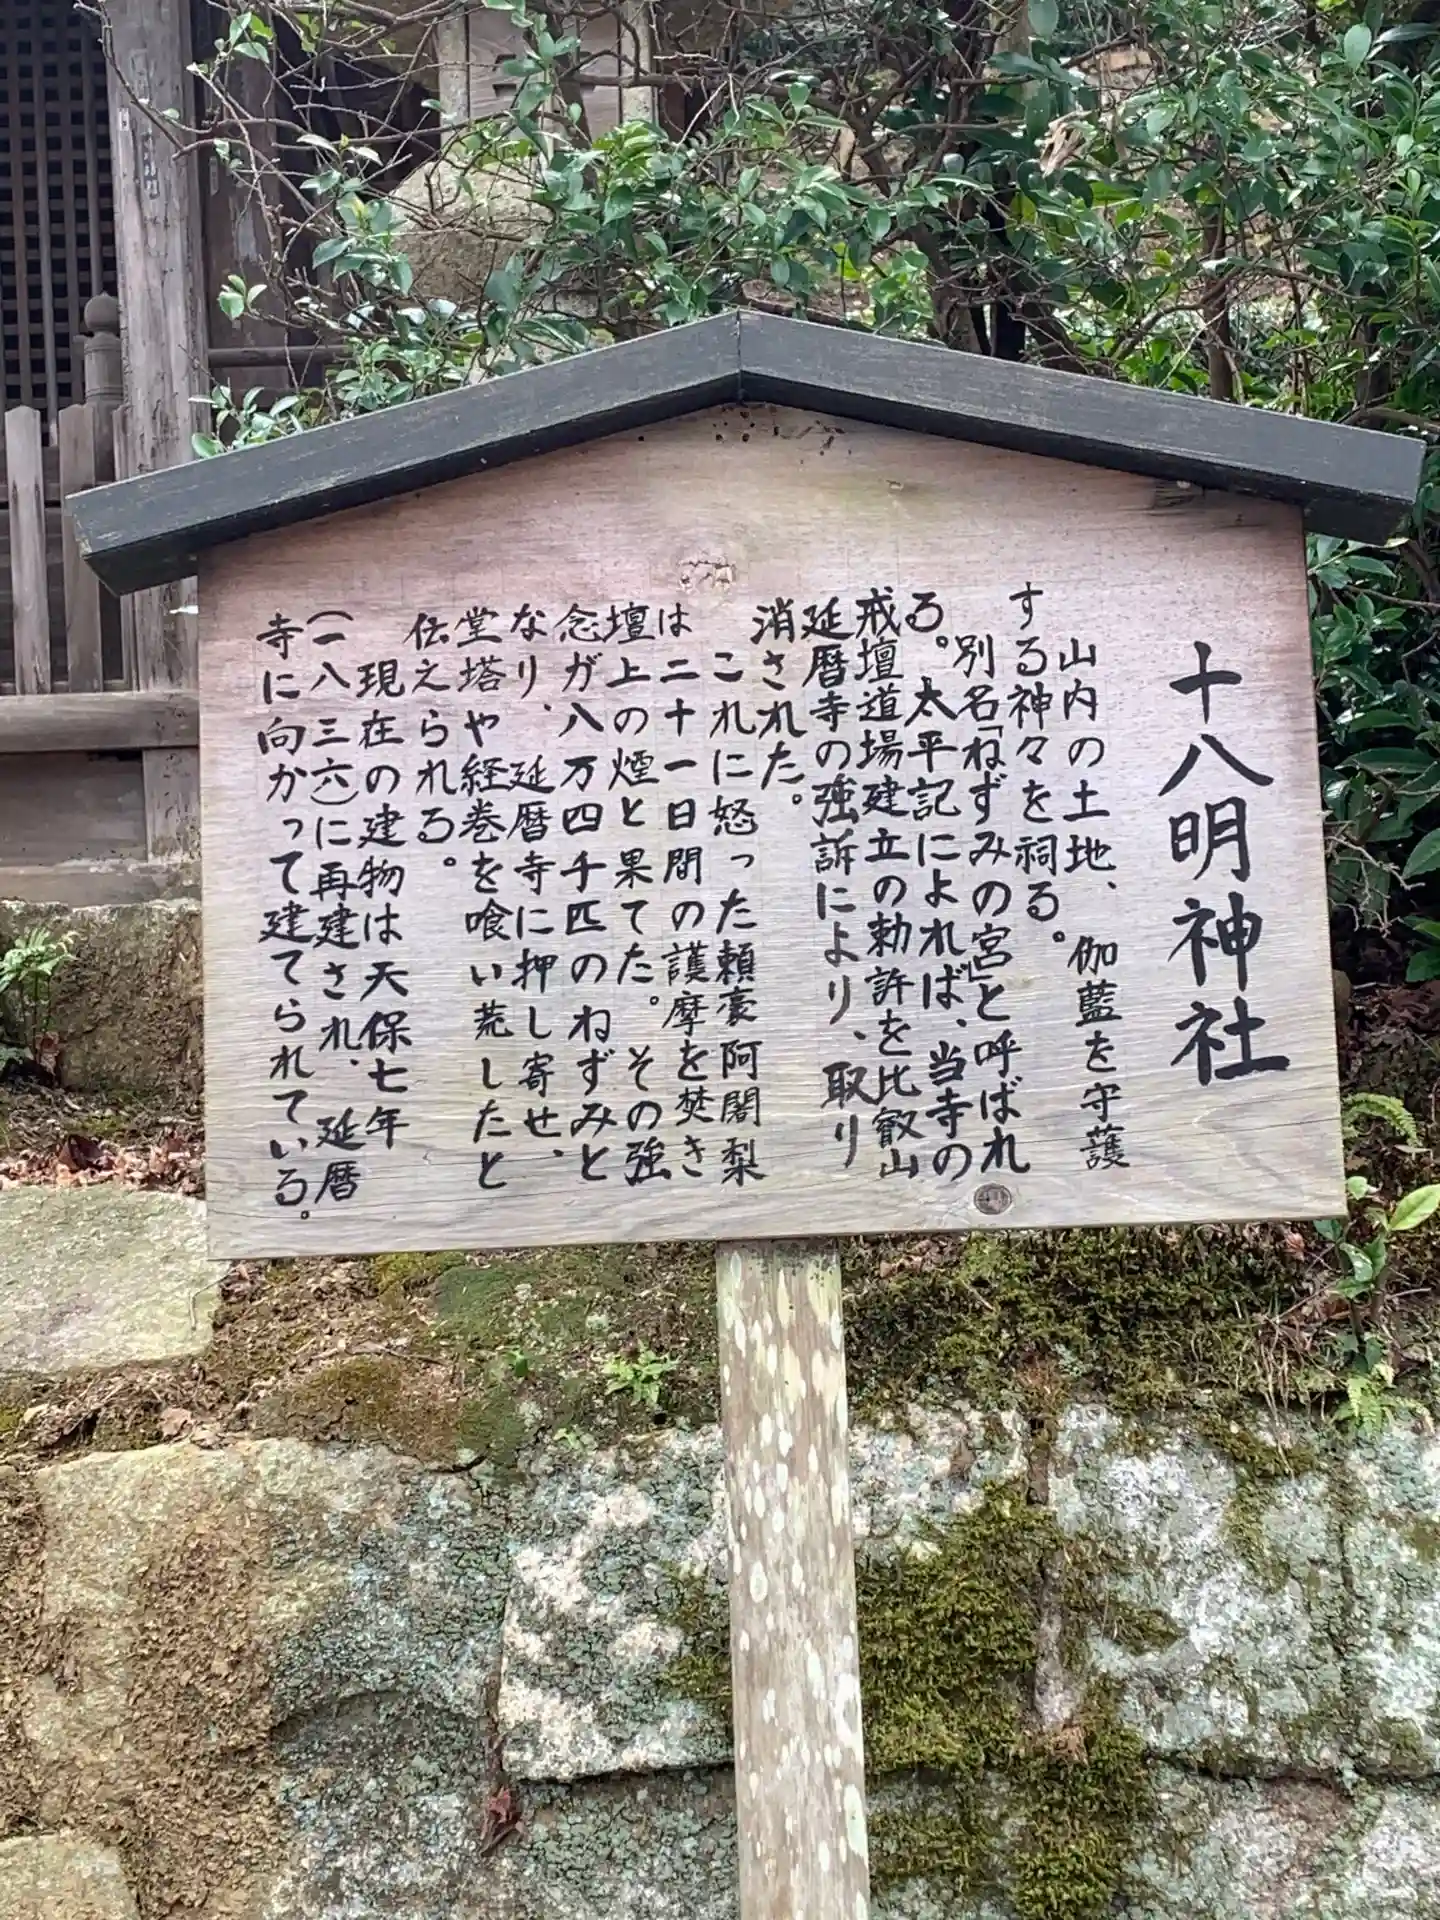 十八明神社
山内の土地、伽藍を守護
する神々を祠る。
別名「ねずみの宮」と呼ばれ
る。太平記によれば、当寺の
戒壇道場建立の勅許を比叡山
延暦寺の強訴により、取り
消された。
これに怒った頼豪阿闍梨
は二十一日間の護摩を焚き
壇上の煙と果てた。その強
念が八万四千匹のねずみと
なり、延暦寺に押し寄せ、
堂塔や経巻を喰い荒したと
伝えられる。
現在の建物は天保七年
(一八三六)に再建され、延暦
寺に向かって建てられている。